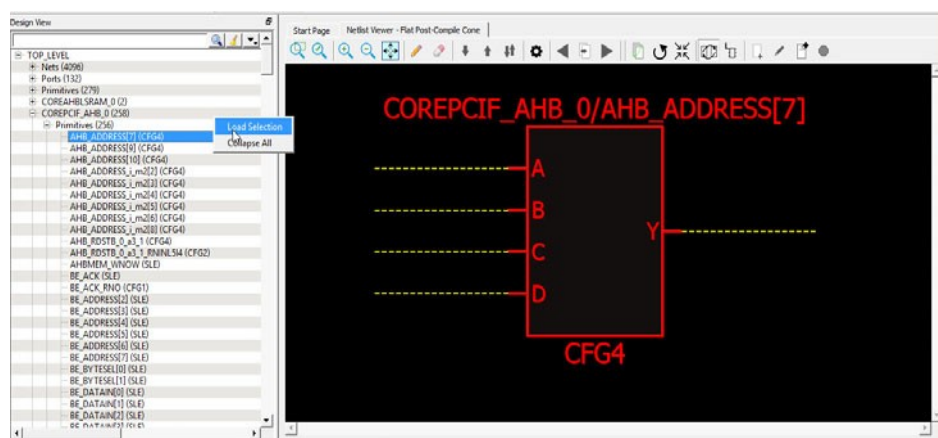 Design View
Start Page Netlist Viewer - Flat Post-Compile Cone
TOP_LEVEL
Nets (4096)
Ports (132)
Primitives (279)
COREAHBLSRAM_0 (2)
COREPCIF_AHB_0 (258)
Primitives (256)
AHB_ADDRESS[7] (CFG4)
AHB_ADDRESS[9] (CFG4)
AHB_ADDRESS[10] (CFG4)
AHB_ADDRESS_i_m2[2] (CFG4)
AHB_ADDRESS_i_m2[3] (CFG4)
AHB_ADDRESS_i_m2[4] (CFG4)
AHB_ADDRESS_i_m2[5] (CFG4)
AHB_ADDRESS_i_m2[6] (CFG4)
AHB_ADDRESS_i_m2[8] (CFG4)
AHB_RDSTB_0_a3_1 (CFG4)
AHB_RDSTB_0_a3_1_RNINL5I4 (CFG2)
AHBMEM_WNOW (SLE)
BE_ACK (SLE)
BE_ACK_RNO (CFG1)
BE_ADDRESS[2] (SLE)
BE_ADDRESS[3] (SLE)
BE_ADDRESS[4] (SLE)
BE_ADDRESS[5] (SLE)
BE_ADDRESS[6] (SLE)
BE_ADDRESS[7] (SLE)
BE_BYTESEL[0] (SLE)
BE_BYTESEL[1] (SLE)
BE_DATAIN[0] (SLE)
BE_DATAIN[1] (SLE)
BE_DATAIN[2] (SLE)
BE_DATAIN[3] (SLE)
Load Selection
Collapse All
COREPCIF_AHB_0/AHB_ADDRESS[7]
A
B
C
D
Y
CFG4